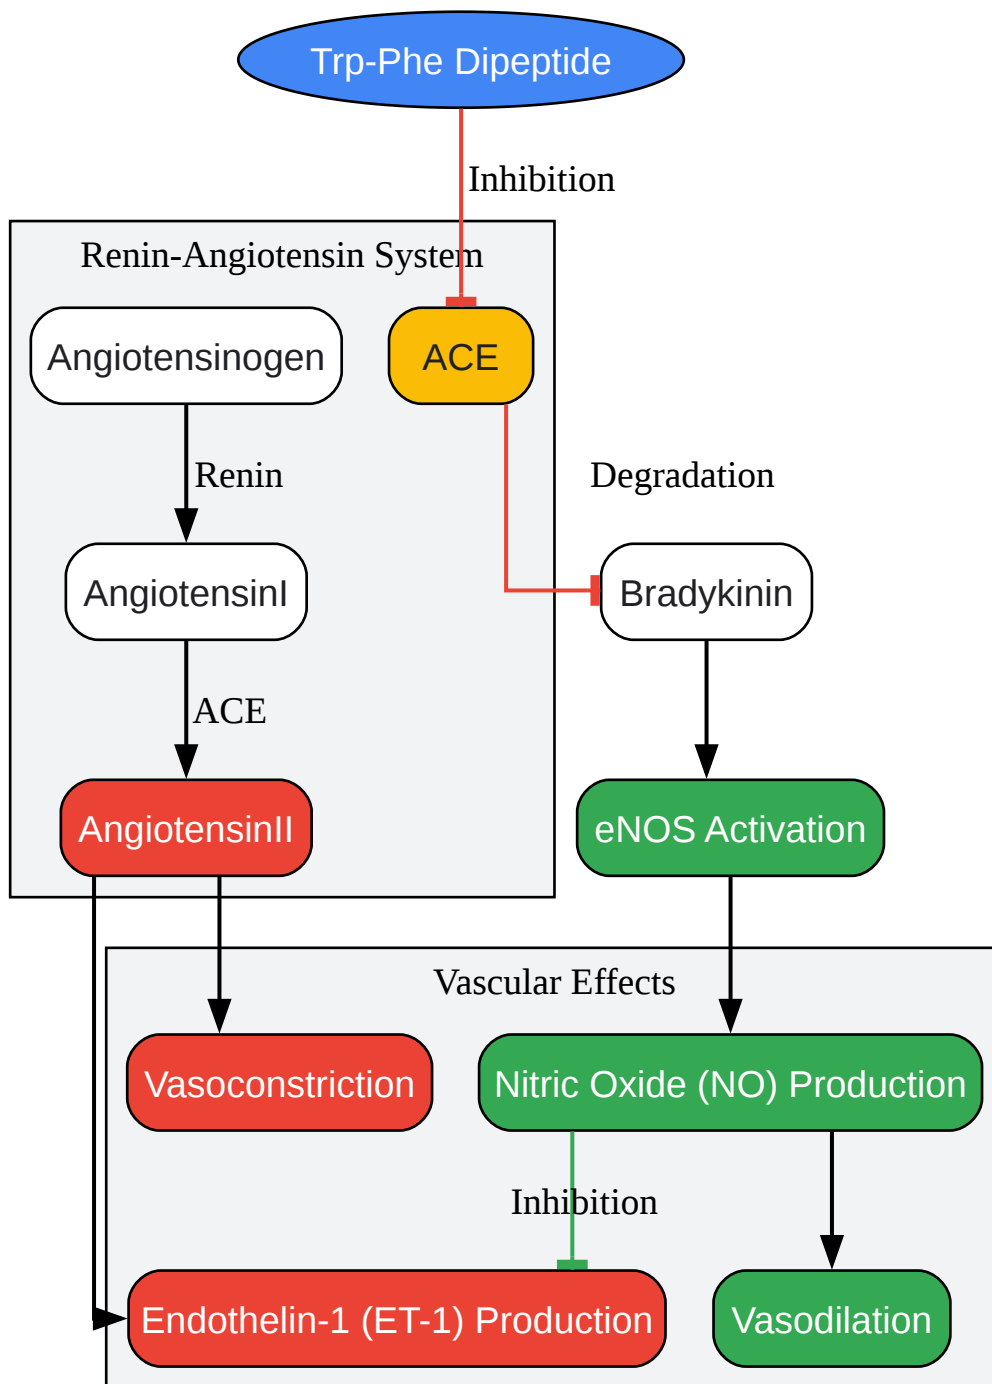 Trp-Phe Dipeptide
Inhibition
Renin-Angiotensin System
Angiotensinogen
ACE
Renin
Degradation
AngiotensinI
Bradykinin
ACE
AngiotensinII
eNOS Activation
Vascular Effects
Vasoconstriction
Nitric Oxide (NO) Production
Inhibition
Endothelin-1 (ET-1) Production
Vasodilation